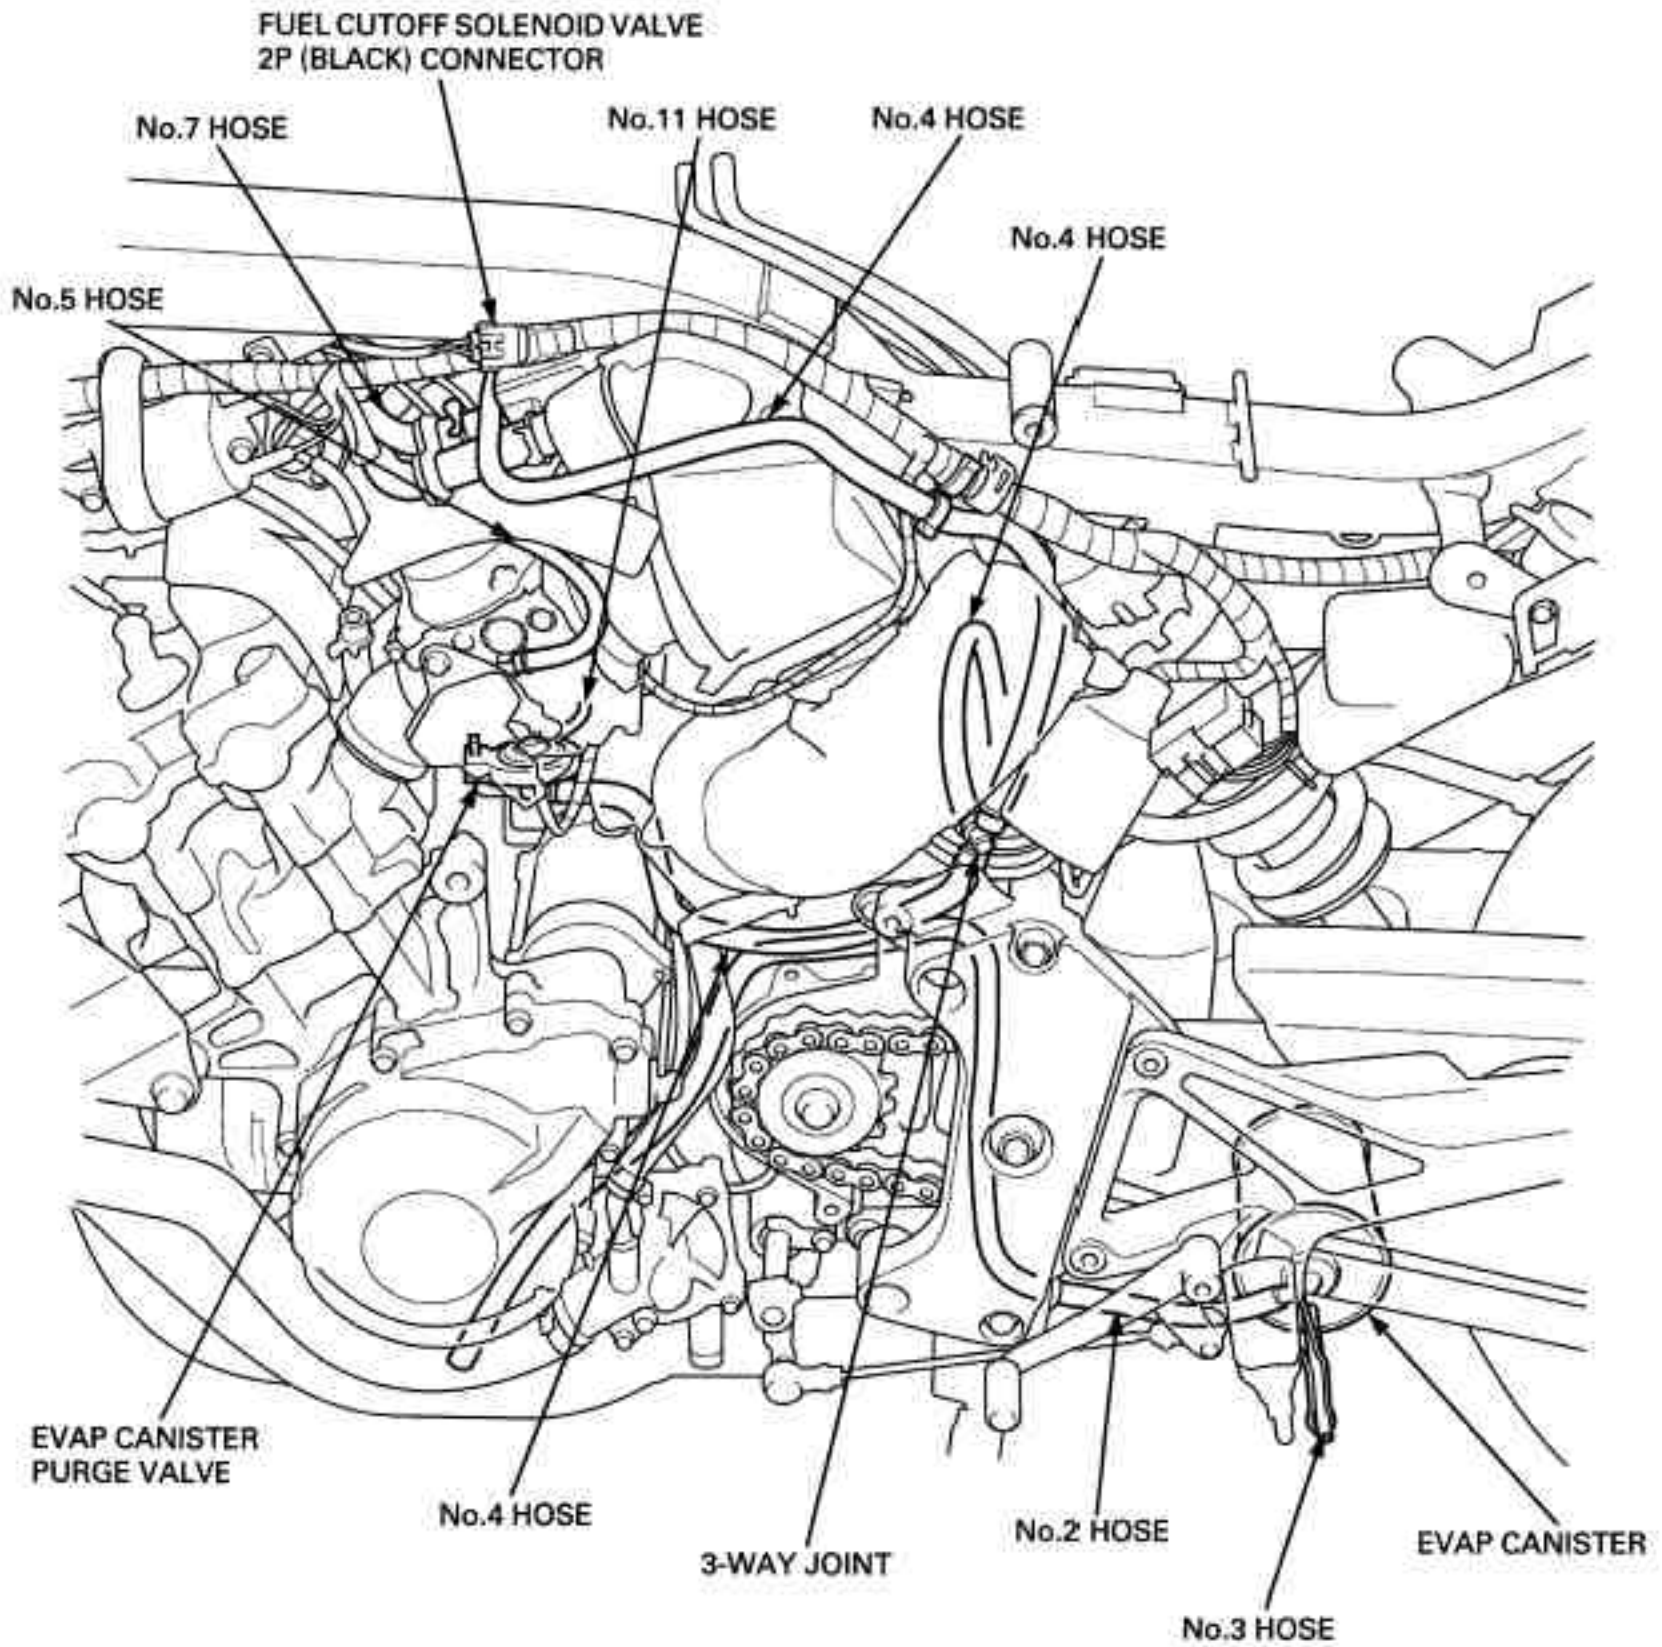 FUEL CUTOFF SOLENOID VALVE
2P (BLACK) CONNECTOR
No.7 HOSE
No.11 HOSE
No.4 HOSE
No.4 HOSE
No.5 HOSE
EVAP CANISTER
PURGE VALVE
No.4 HOSE
3-WAY JOINT
No.2 HOSE
EVAP CANISTER
No.3 HOSE